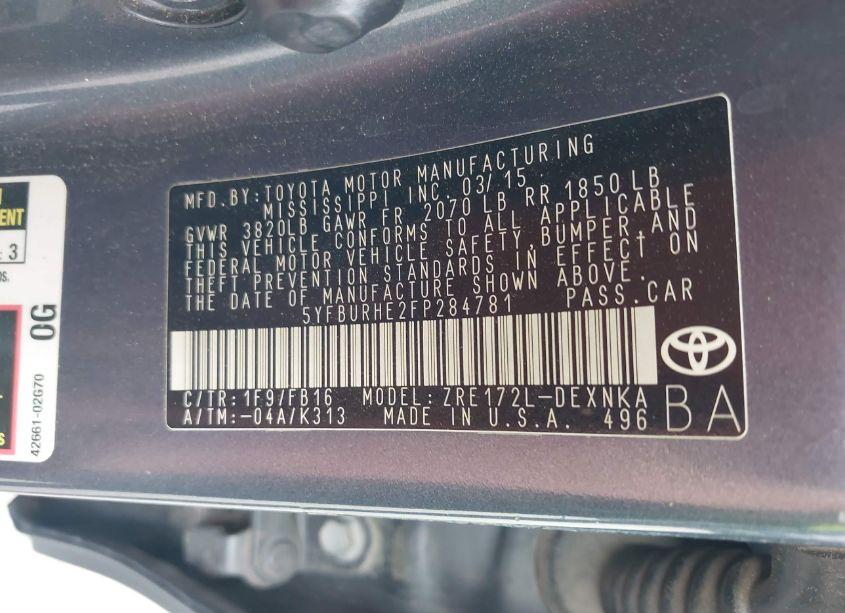 MFD.BY:TOYOTA MOTOR MANUFACTURING
MISSISSIPPI INC. 03/15
GVWR 3820LB GAWR FR 2070 LB RR 1850LB
THIS VEHICLE CONFORMS TO ALL APPLICABLE
FEDERAL MOTOR VEHICLE SAFETY,BUMPER,AND
THEFT PREVENTION STANDARDS IN EFFECT ON
THE DATE OF MANUFACTURE SHOWN ABOVE.
5YFBURHE2FP284781 PASS.CAR
C/TR: 1F9/FB16 MODEL: ZRE172L-DEXNKA
A/TM:-04A/K313 MADE IN U.S.A. 496
BA
3
0G
42661-02G70